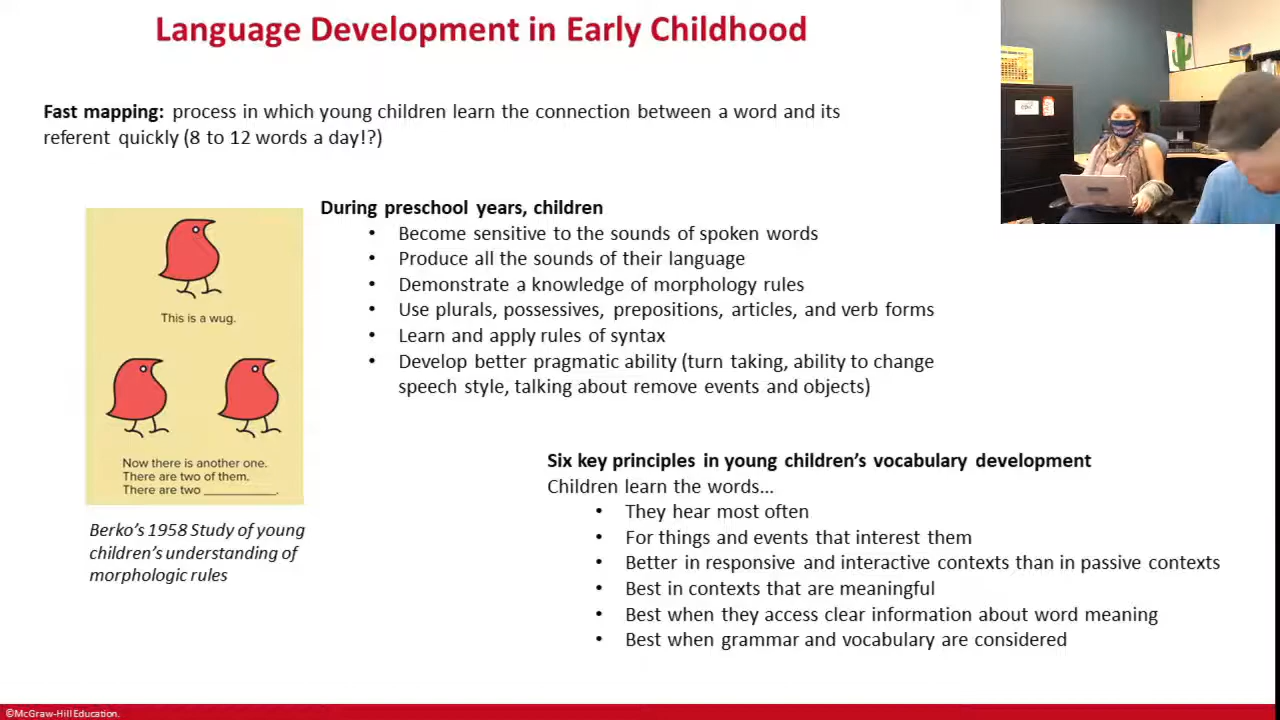 Language Development in Early Childhood
Fast mapping: process in which young children learn the connection between a word and its
referent quickly (8 to 12 words a day!?)
During preschool years, children
• Become sensitive to the sounds of spoken words
• Produce all the sounds of their language
• Demonstrate a knowledge of morphology rules
• Use plurals, possessives, prepositions, articles, and verb forms
• Learn and apply rules of syntax
• Develop better pragmatic ability (turn taking, ability to change
speech style, talking about remove events and objects)
This is a wug.
Now there is another one.
There are two of them.
There are two ___________.
Berko's 1958 Study of young
children's understanding of
morphologic rules
Six key principles in young children's vocabulary development
Children learn the words...
• They hear most often
• For things and events that interest them
• Better in responsive and interactive contexts than in passive contexts
• Best in contexts that are meaningful
• Best when they access clear information about word meaning
• Best when grammar and vocabulary are considered
©McGraw-Hill Education.